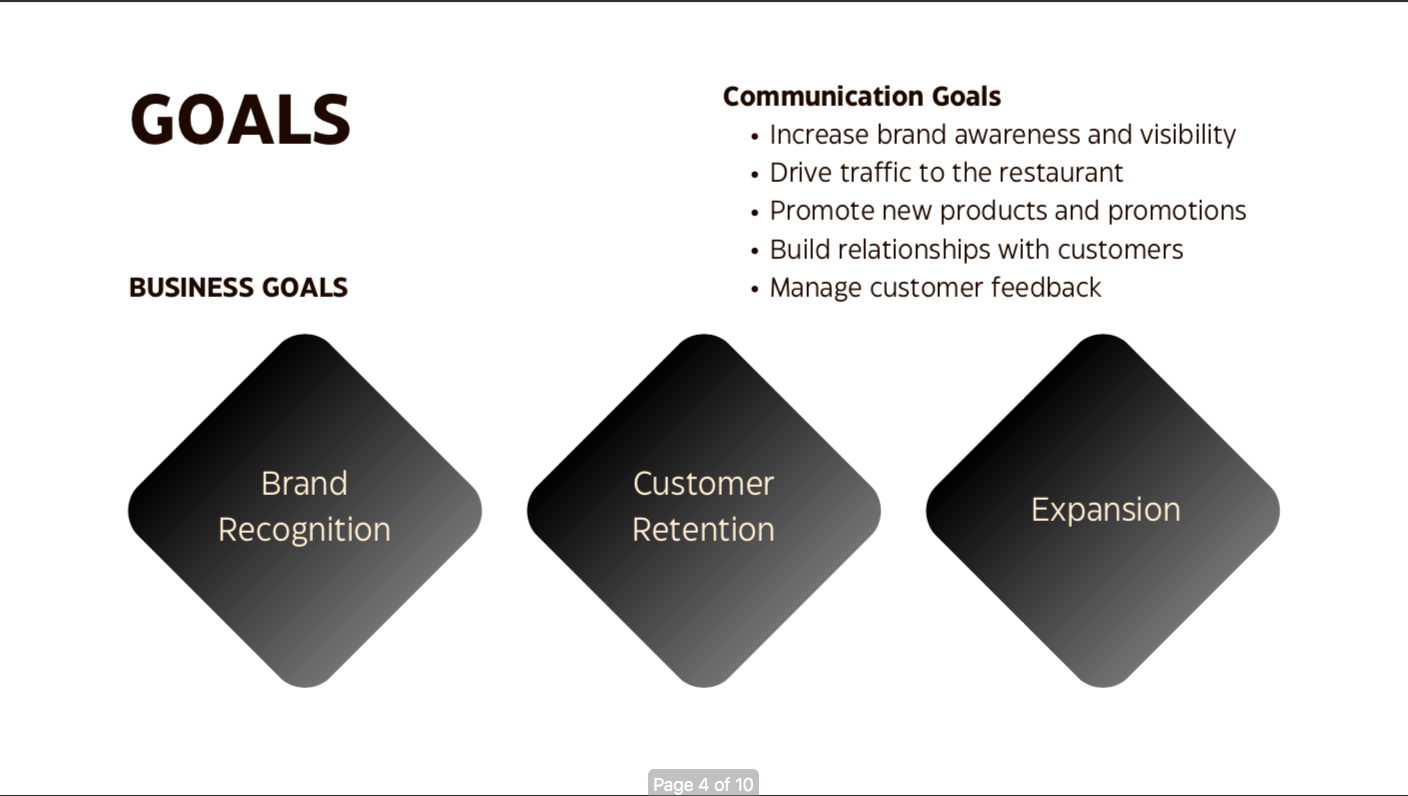 GOALS
Communication Goals
• Increase brand awareness and visibility
• Drive traffic to the restaurant
• Promote new products and promotions
• Build relationships with customers
• Manage customer feedback
BUSINESS GOALS
Brand
Recognition
Customer
Retention
Expansion
Page 4 of 10